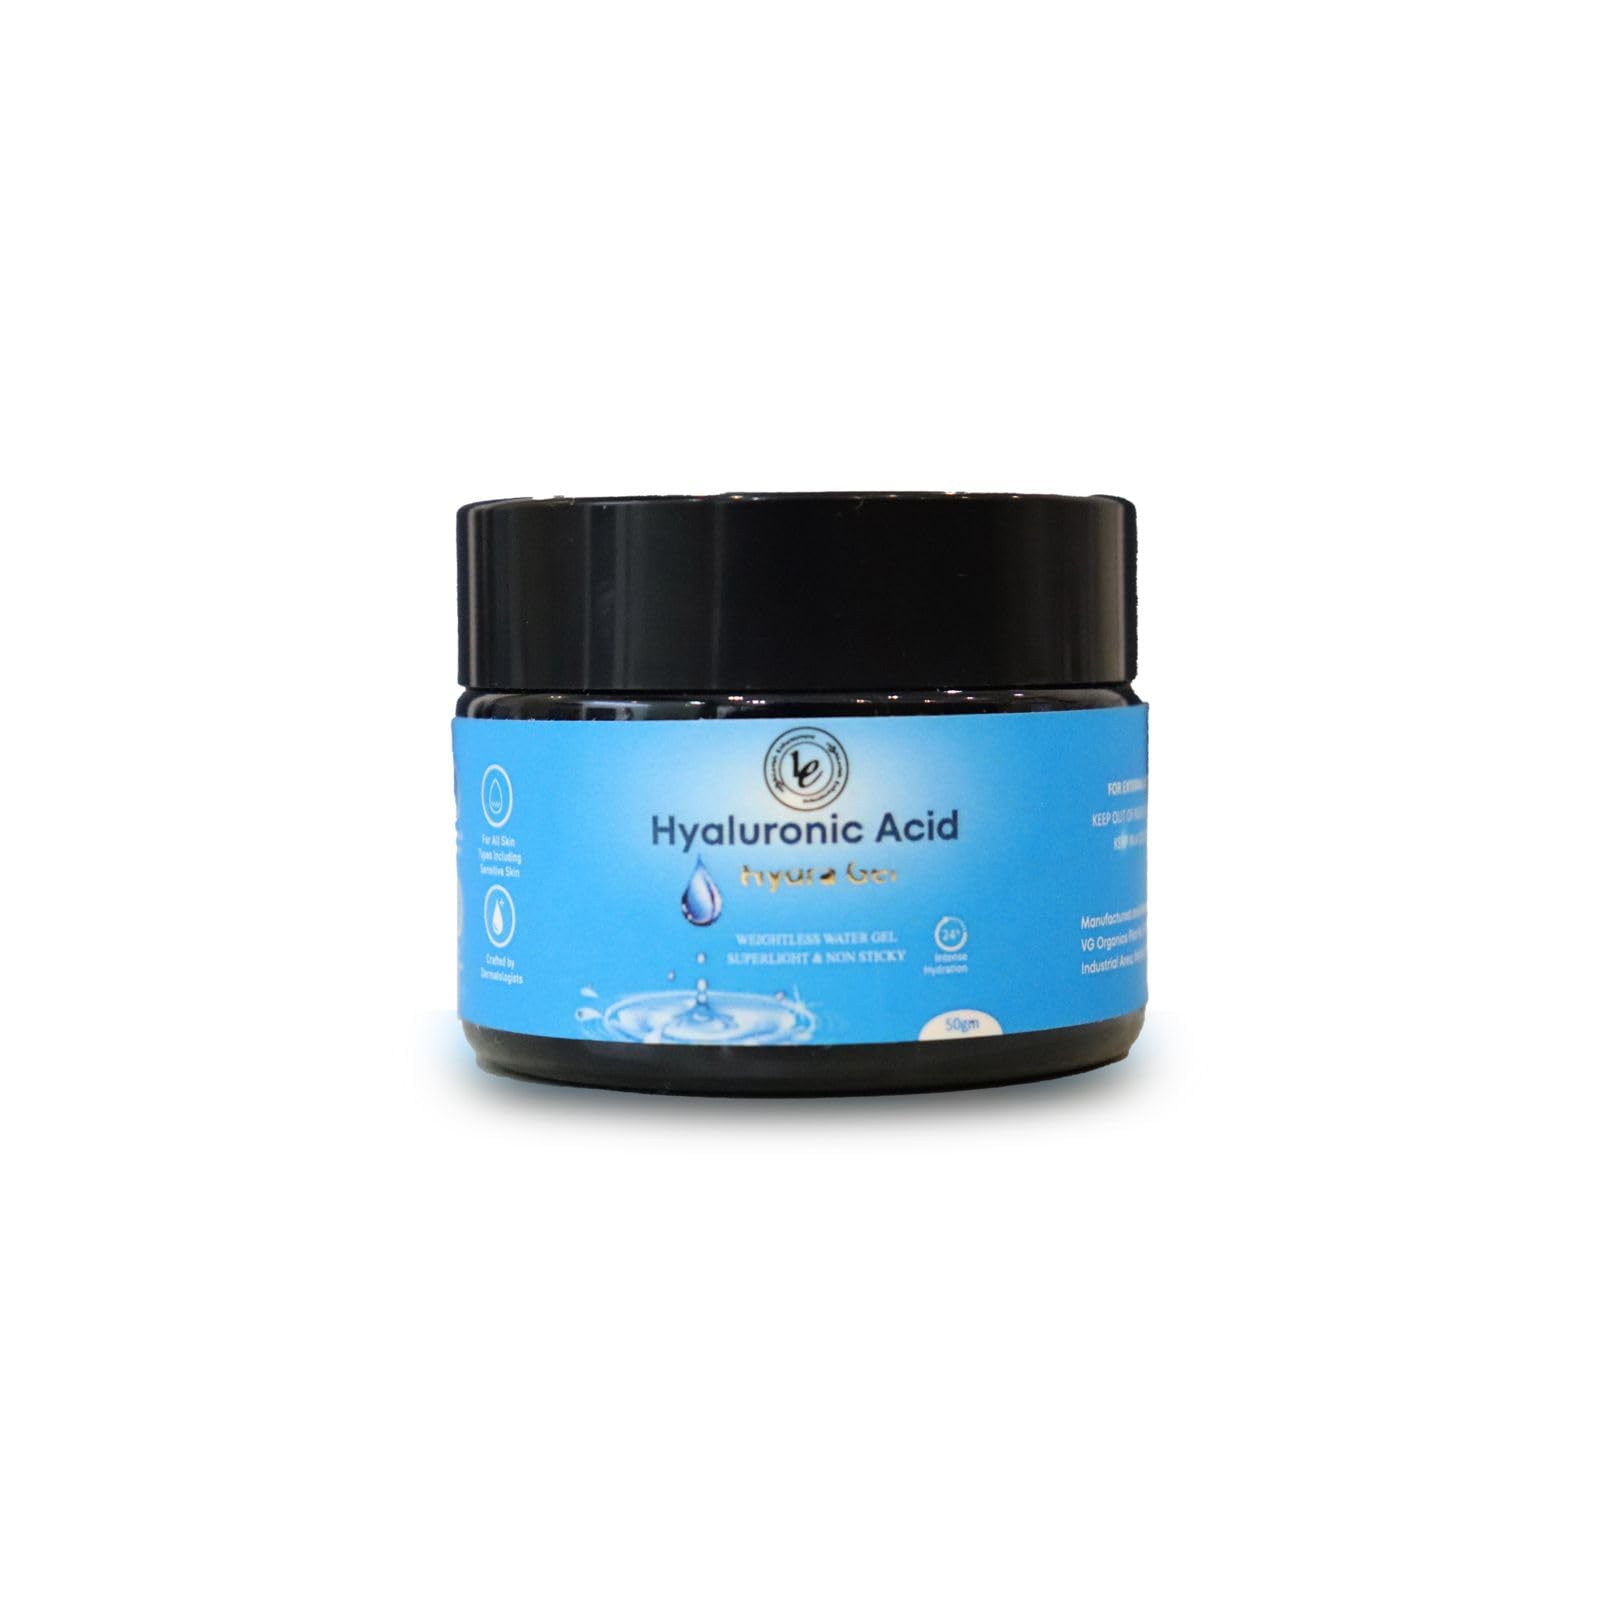 Le
Hyaluronic Acid
Hydra Gel
WEIGHTLESS WATER GEL
SUPERLIGHT & NON STICKY
24h
Intense
Hydration
50gm
For All Skin
Types Including
Sensitive Skin
Crafted by
Dermatologists
FOR
KEEP OUT OF
Manufactured
VG Organics
Industrial Area